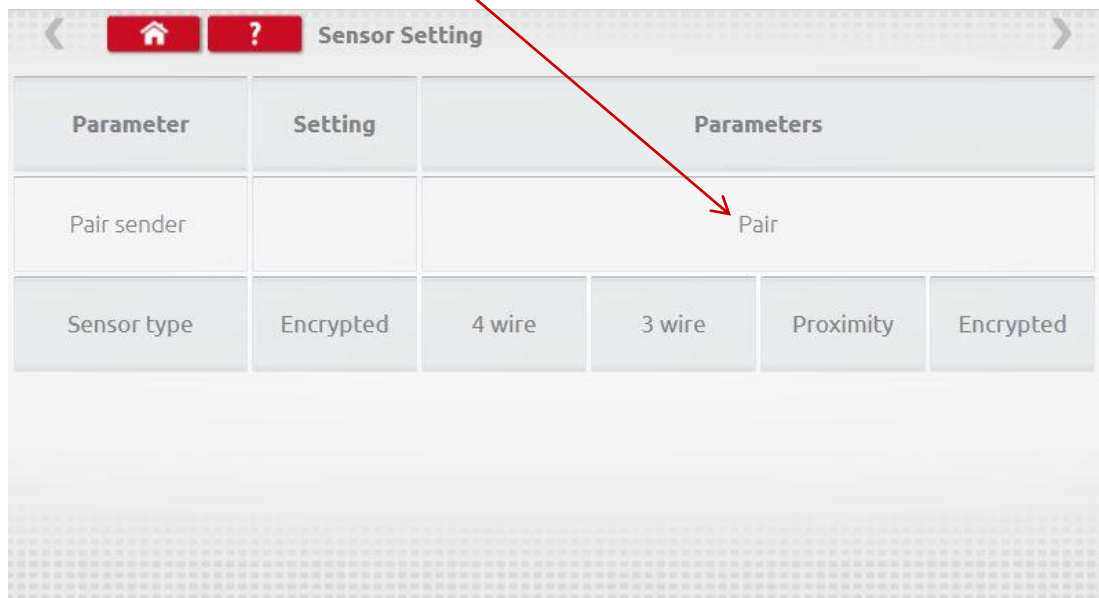 ? Sensor Setting
Parameter Setting Parameters
Pair sender Pair
Sensor type Encrypted 4 wire 3 wire Proximity Encrypted